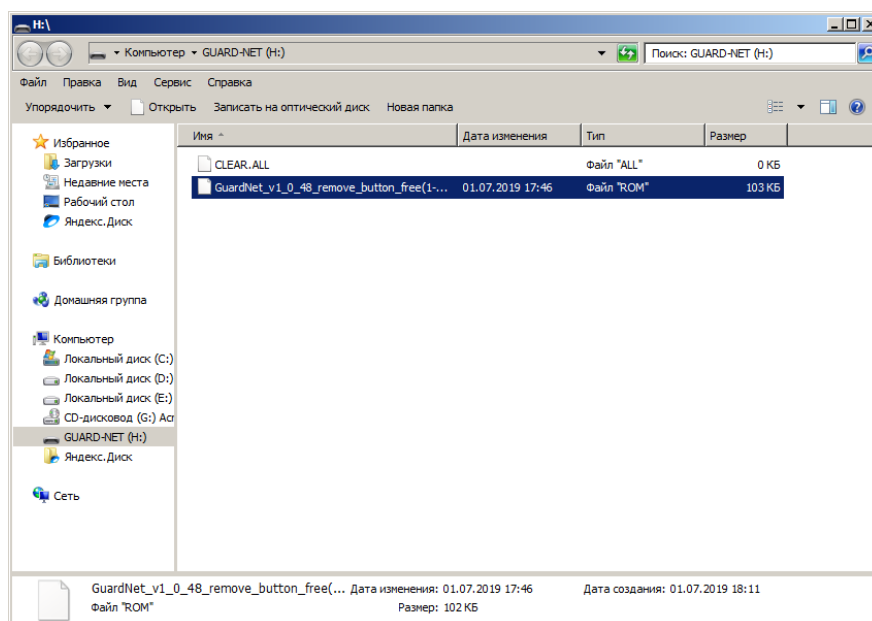 H:\
Компьютер GUARD-NET (H:) Поиск: GUARD-NET (H:)
Файл Правка Вид Сервис Справка
Упорядочить Открыть Записать на оптический диск Новая папка
Имя Дата изменения Тип Размер
CLEAR.ALL Файл "ALL" 0 КБ
GuardNet_v1_0_48_remove_button_free(1-... 01.07.2019 17:46 Файл "ROM" 103 КБ
Избранное
Загрузки
Недавние места
Рабочий стол
Яндекс.Диск
Библиотеки
Домашняя группа
Компьютер
Локальный диск (C:)
Локальный диск (D:)
Локальный диск (E:)
CD-дисковод (G:) Acr
GUARD-NET (H:)
Яндекс.Диск
Сеть
GuardNet_v1_0_48_remove_button_free(... Дата изменения: 01.07.2019 17:46 Дата создания: 01.07.2019 18:11
Файл "ROM" Размер: 102 КБ